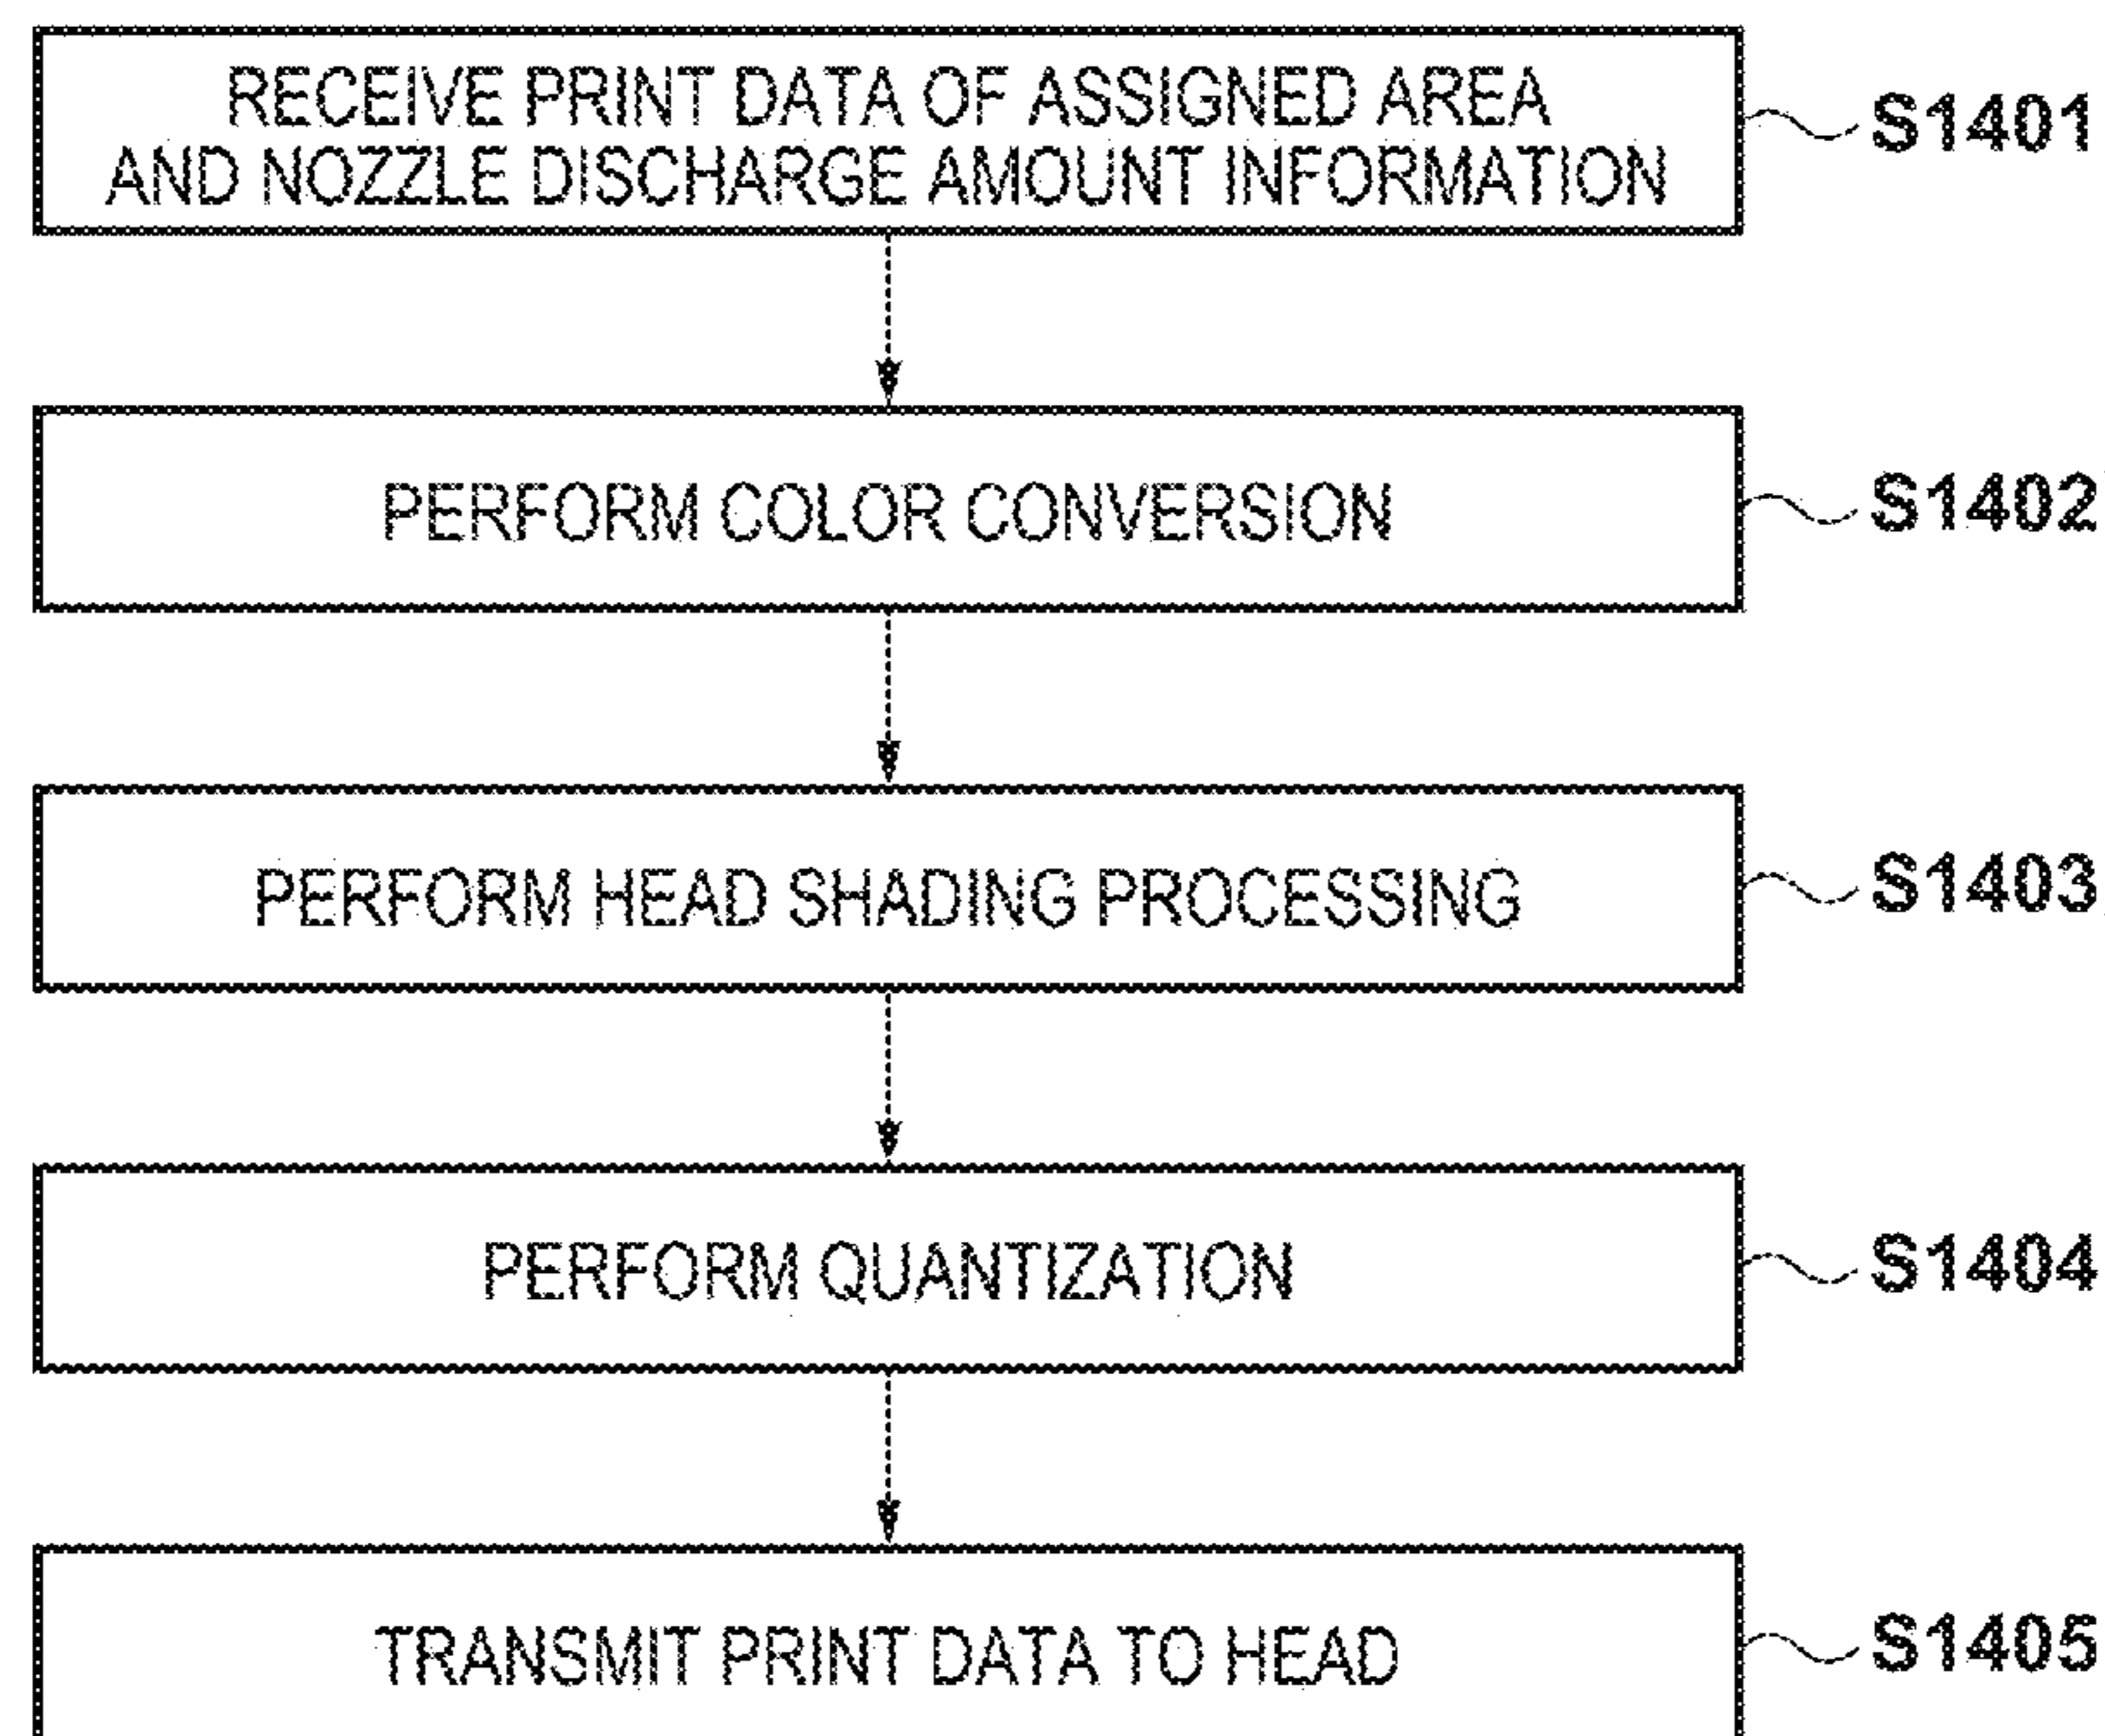 RECEIVE PRINT DATA OF ASSIGNED AREA
AND NOZZLE DISCHARGE AMOUNT INFORMATION
S1401
PERFORM COLOR CONVERSION
S1402
PERFORM HEAD SHADING PROCESSING
S1403
PERFORM QUANTIZATION
S1404
TRANSMIT PRINT DATA TO HEAD
S1405